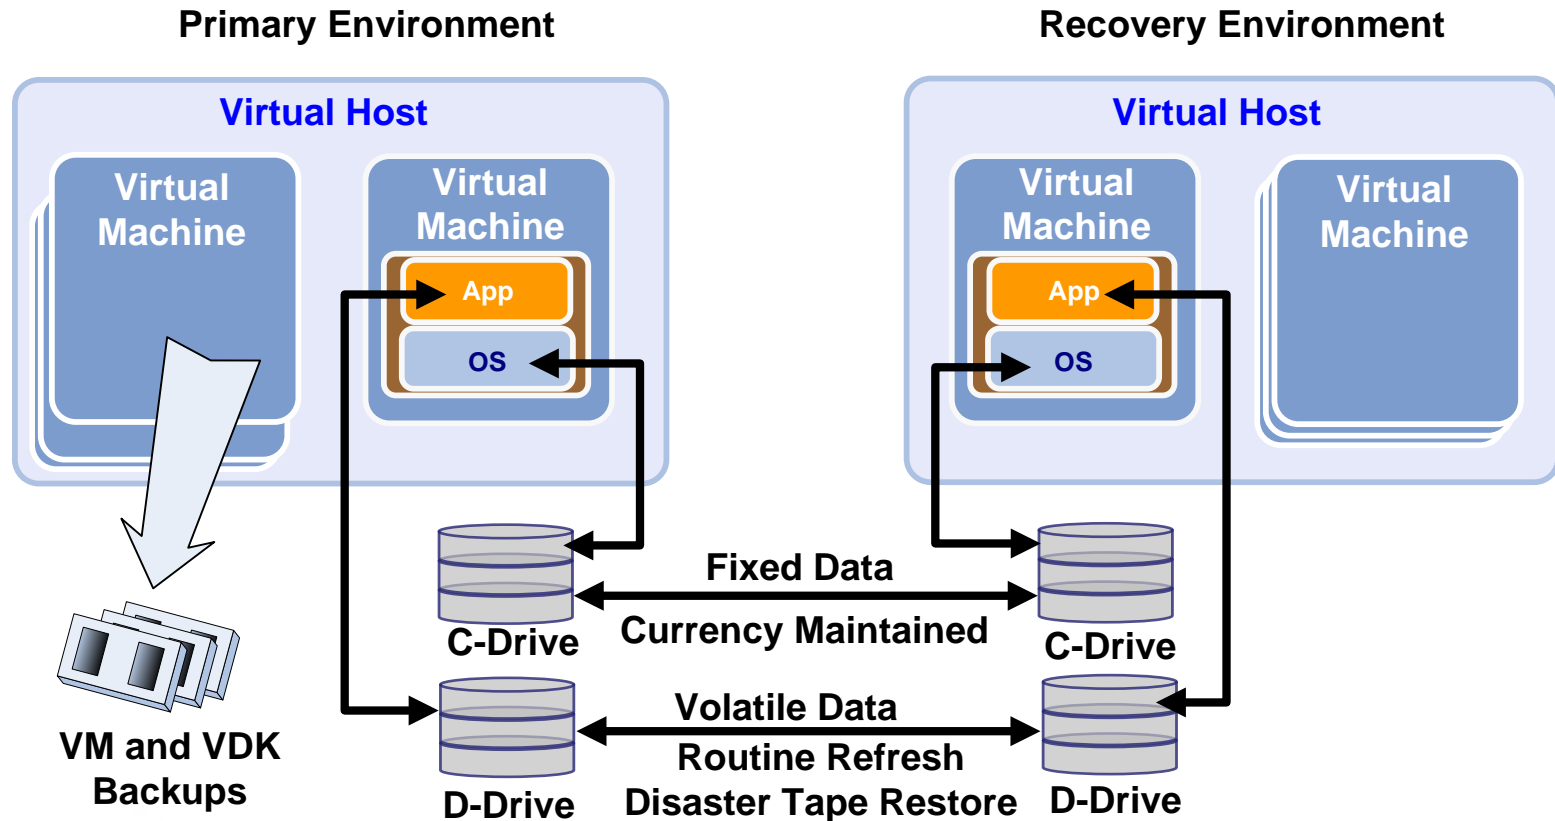 Primary Environment
Recovery Environment
Virtual Host
Virtual Host
Virtual
Machine
Virtual
Machine
App
OS
Virtual
Machine
App
OS
Virtual
Machine
Fixed Data
Currency Maintained
C-Drive
C-Drive
Volatile Data
Routine Refresh
Disaster Tape Restore
D-Drive
D-Drive
VM and VDK
Backups